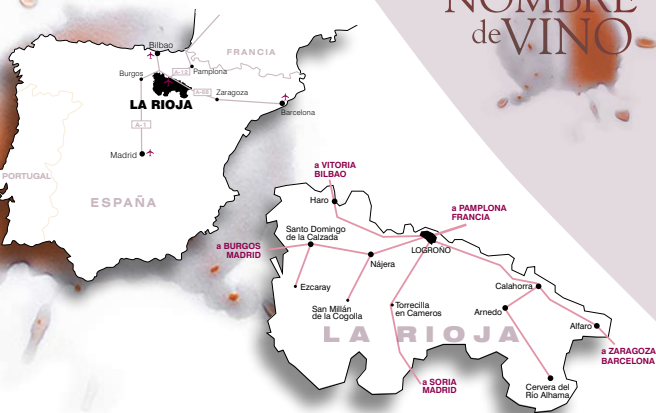 NOMBRE
de VINO
Bilbao
FRANCIA
Burgos
A-12
Pamplona
LA RIOJA
A-68
Zaragoza
Barcelona
A-1
Madrid
PORTUGAL
ESPAÑA
a VITORIA
BILBAO
Haro
a PAMPLONA
FRANCIA
Santo Domingo
de la Calzada
a BURGOS
MADRID
LOGROÑO
Nájera
Ezcaray
San Millán
de la Cogolla
Torrecilla
en Cameros
Calahorra
Arnedo
Alfaro
LA RIOJA
a ZARAGOZA
BARCELONA
a SORIA
MADRID
Cervera del
Río Alhama